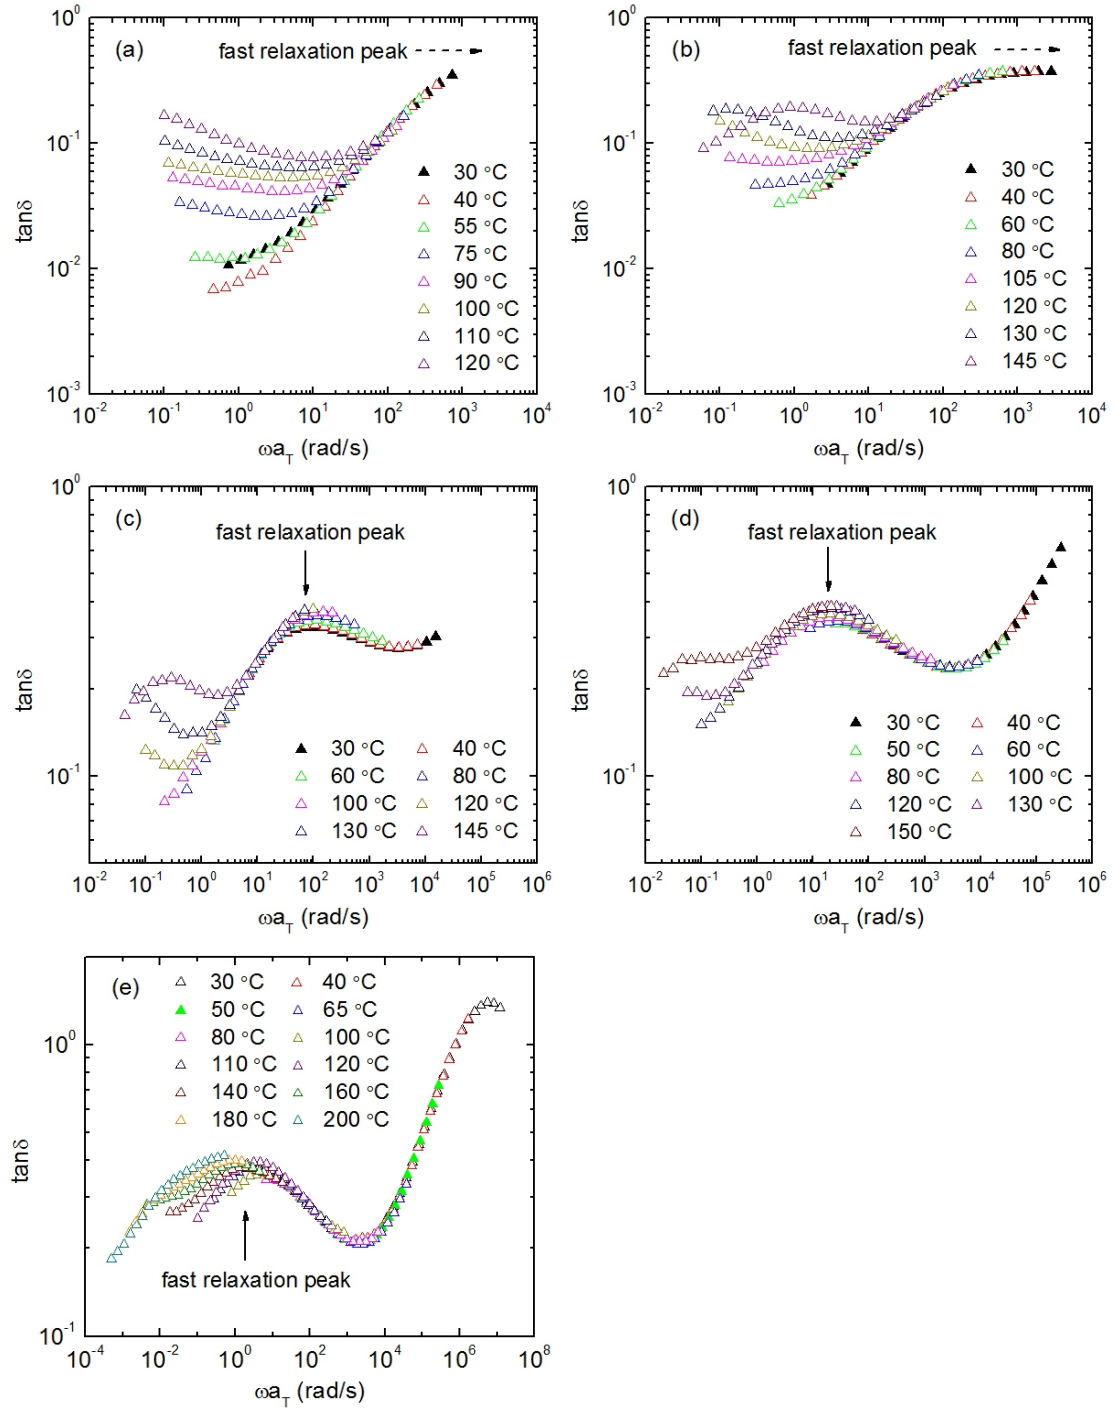 (a)
fast relaxation peak
10⁰
10⁻¹
10⁻²
10⁻³
tanδ
30 °C
40 °C
55 °C
75 °C
90 °C
100 °C
110 °C
120 °C
10⁻² 10⁻¹ 10⁰ 10¹ 10² 10³ 10⁴
ωa_T (rad/s)
(b)
fast relaxation peak
10⁰
10⁻¹
10⁻²
10⁻³
tanδ
30 °C
40 °C
60 °C
80 °C
105 °C
120 °C
130 °C
145 °C
10⁻² 10⁻¹ 10⁰ 10¹ 10² 10³ 10⁴
ωa_T (rad/s)
(c)
fast relaxation peak
10⁰
10⁻¹
tanδ
30 °C 40 °C
60 °C 80 °C
100 °C 120 °C
130 °C 145 °C
10⁻² 10⁻¹ 10⁰ 10¹ 10² 10³ 10⁴ 10⁵ 10⁶
ωa_T (rad/s)
(d)
fast relaxation peak
10⁰
10⁻¹
tanδ
30 °C 40 °C
50 °C 60 °C
80 °C 100 °C
120 °C 130 °C
150 °C
10⁻² 10⁻¹ 10⁰ 10¹ 10² 10³ 10⁴ 10⁵ 10⁶
ωa_T (rad/s)
(e)
30 °C 40 °C
50 °C 65 °C
80 °C 100 °C
110 °C 120 °C
140 °C 160 °C
180 °C 200 °C
10⁰
10⁻¹
tanδ
fast relaxation peak
10⁻⁴ 10⁻² 10⁰ 10² 10⁴ 10⁶ 10⁸
ωa_T (rad/s)